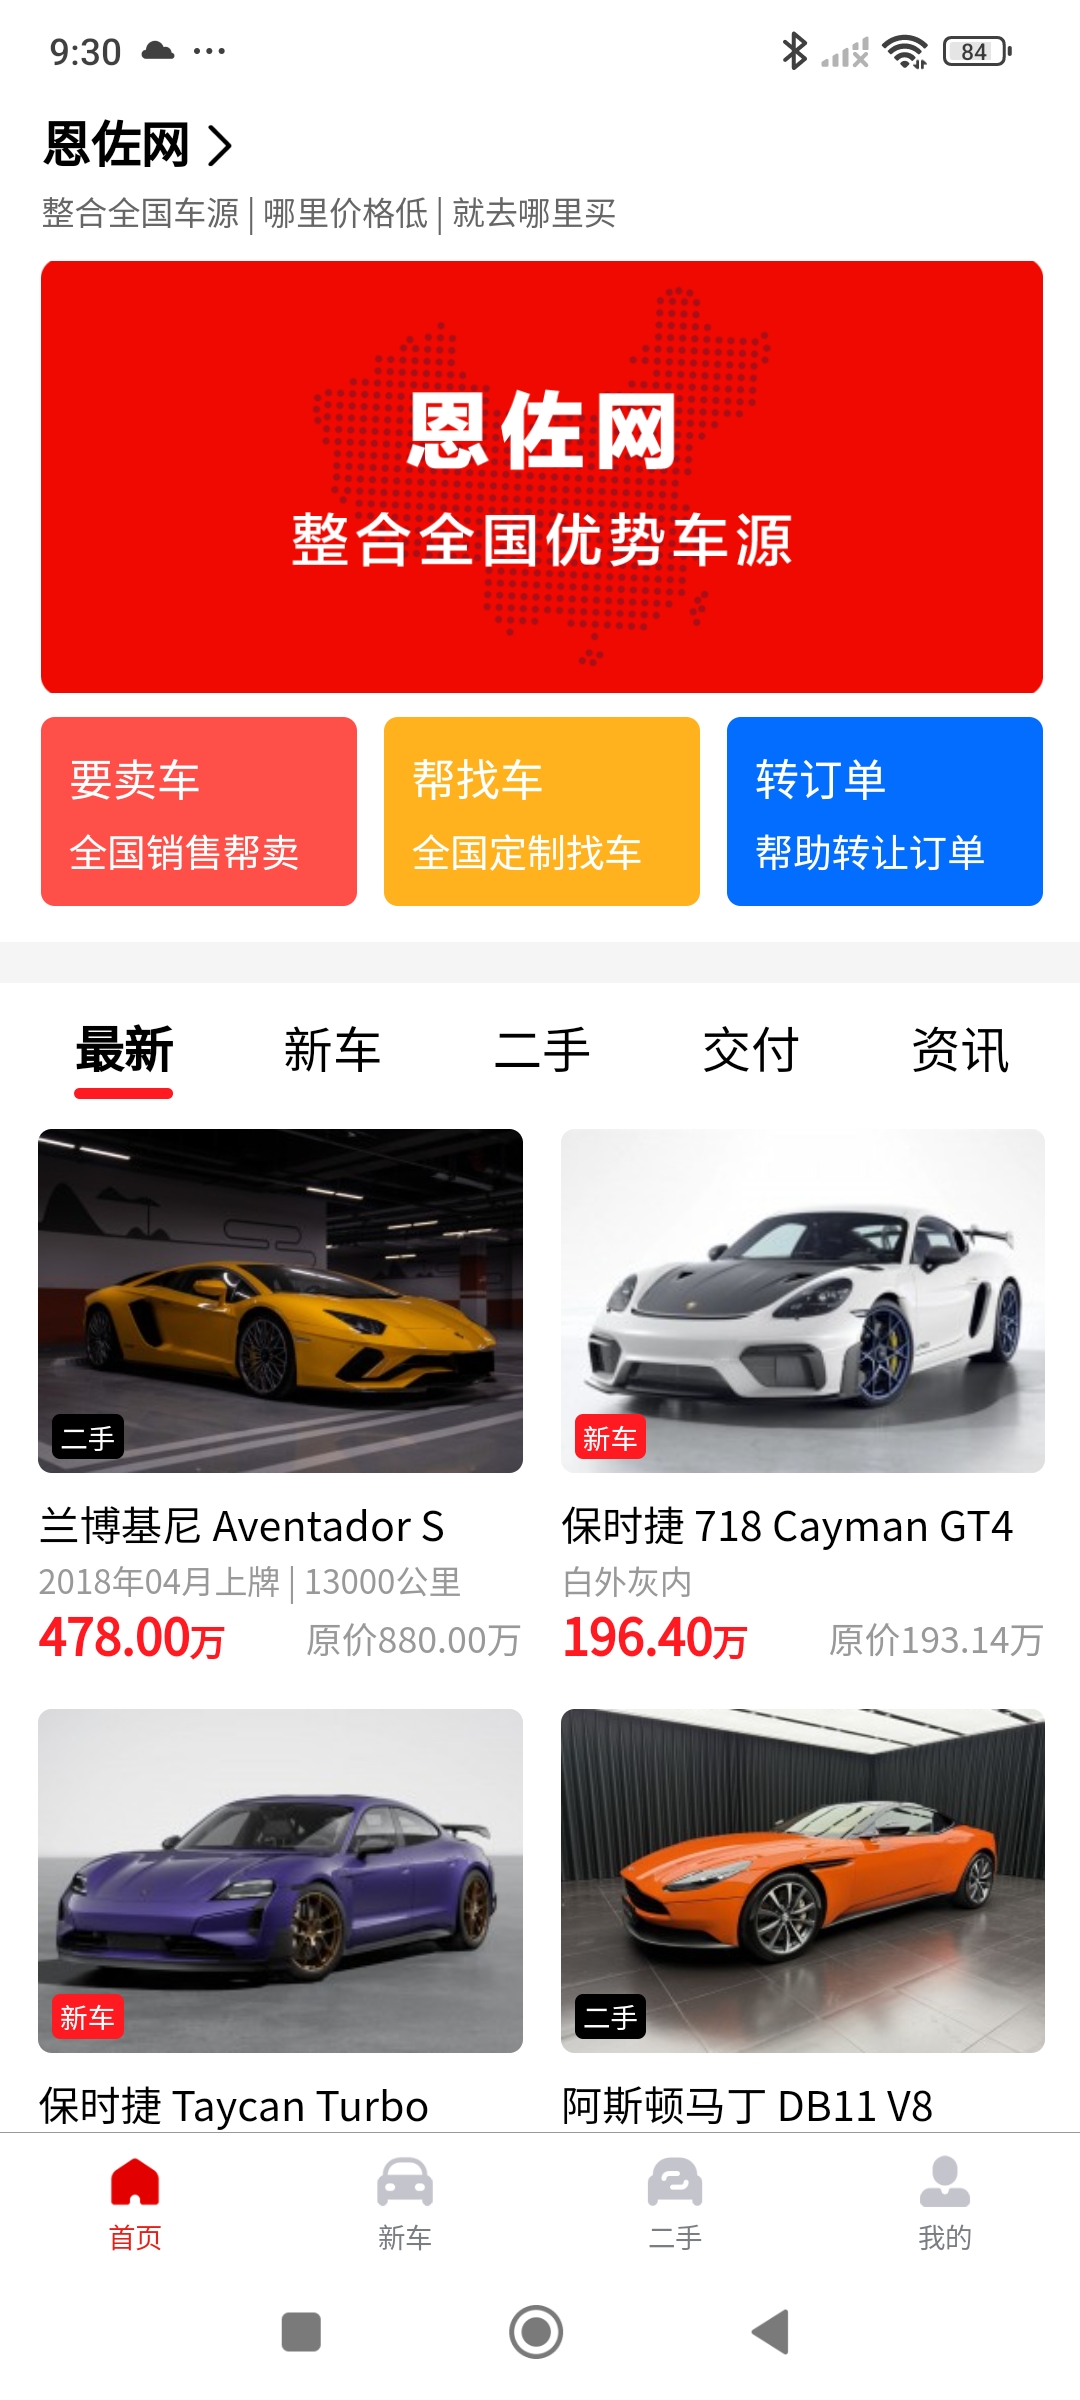 9:30
84
恩佐网
整合全国车源 | 哪里价格低 | 就去哪里买
恩佐网
整合全国优势车源
要卖车
全国销售帮卖
帮找车
全国定制找车
转订单
帮助转让订单
最新 新车 二手 交付 资讯
二手
兰博基尼 Aventador S
2018年04月上牌 | 13000公里
478.00万 原价880.00万
新车
保时捷 718 Cayman GT4
白外灰内
196.40万 原价193.14万
新车
保时捷 Taycan Turbo
二手
阿斯顿马丁 DB11 V8
首页 新车 二手 我的